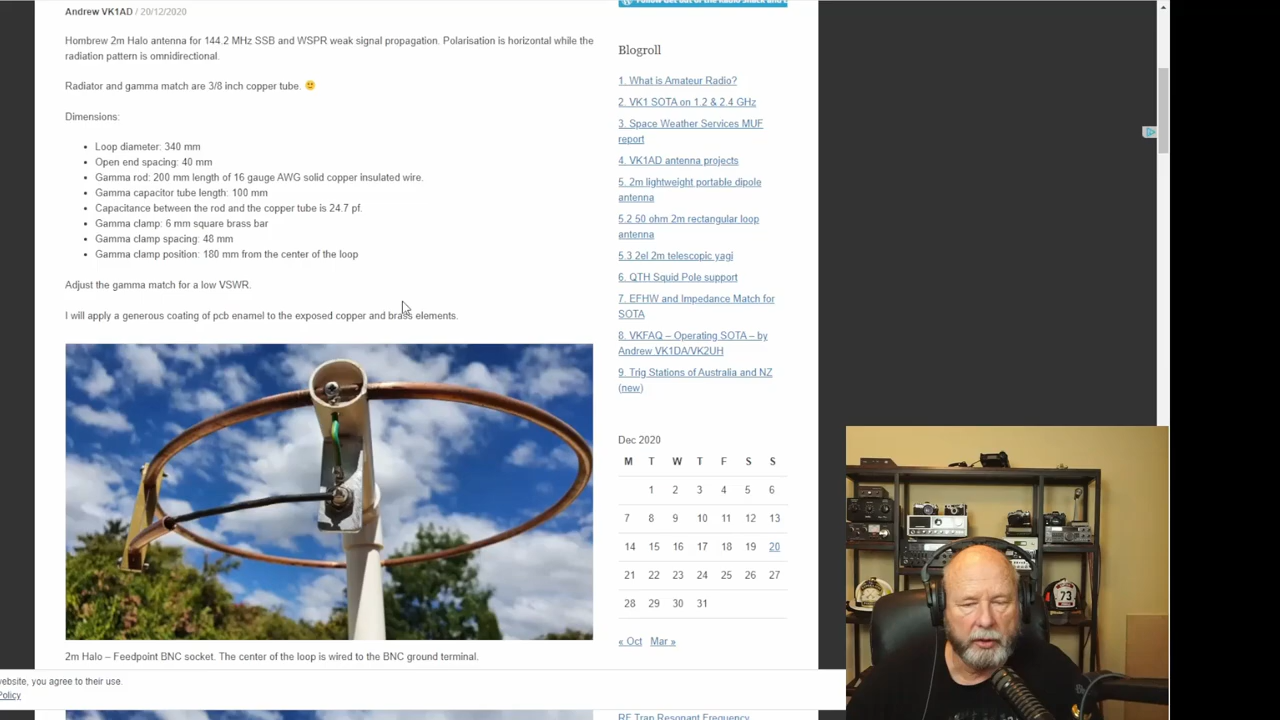 Andrew VK1AD / 20/12/2020
Hombrew 2m Halo antenna for 144.2 MHz SSB and WSPR weak signal propagation. Polarisation is horizontal while the
radiation pattern is omnidirectional.
Radiator and gamma match are 3/8 inch copper tube. 🙂
Dimensions:
• Loop diameter: 340 mm
• Open end spacing: 40 mm
• Gamma rod: 200 mm length of 16 gauge AWG solid copper insulated wire.
• Gamma capacitor tube length: 100 mm
• Capacitance between the rod and the copper tube is 24.7 pf.
• Gamma clamp: 6 mm square brass bar
• Gamma clamp spacing: 48 mm
• Gamma clamp position: 180 mm from the center of the loop
Adjust the gamma match for a low VSWR.
I will apply a generous coating of pcb enamel to the exposed copper and brass elements.
2m Halo – Feedpoint BNC socket. The center of the loop is wired to the BNC ground terminal.
ebsite, you agree to their use.
Policy
Blogroll
1. What is Amateur Radio?
2. VK1 SOTA on 1.2 & 2.4 GHz
3. Space Weather Services MUF
report
4. VK1AD antenna projects
5. 2m lightweight portable dipole
antenna
5.2 50 ohm 2m rectangular loop
antenna
5.3 2el 2m telescopic yagi
6. QTH Squid Pole support
7. EFHW and Impedance Match for
SOTA
8. VKFAQ – Operating SOTA – by
Andrew VK1DA/VK2UH
9. Trig Stations of Australia and NZ
(new)
Dec 2020
M T W T F S S
1 2 3 4 5 6
7 8 9 10 11 12 13
14 15 16 17 18 19 20
21 22 23 24 25 26 27
28 29 30 31
« Oct Mar »
RF Trap Resonant Frequency
73